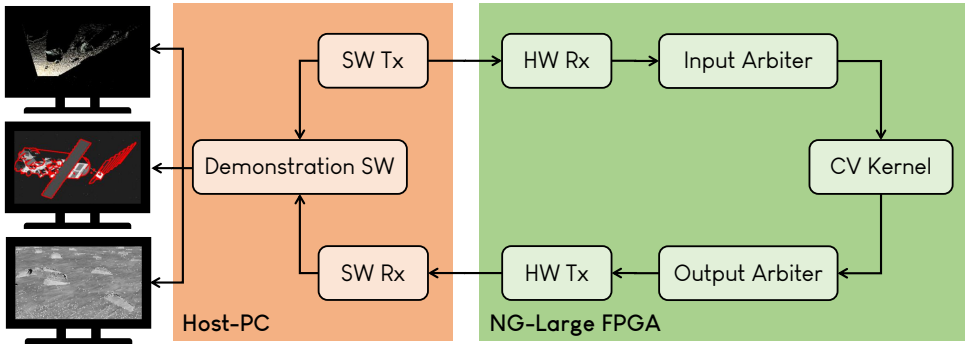 SW Tx
HW Rx
Input Arbiter
Demonstration SW
CV Kernel
SW Rx
HW Tx
Output Arbiter
Host-PC
NG-Large FPGA